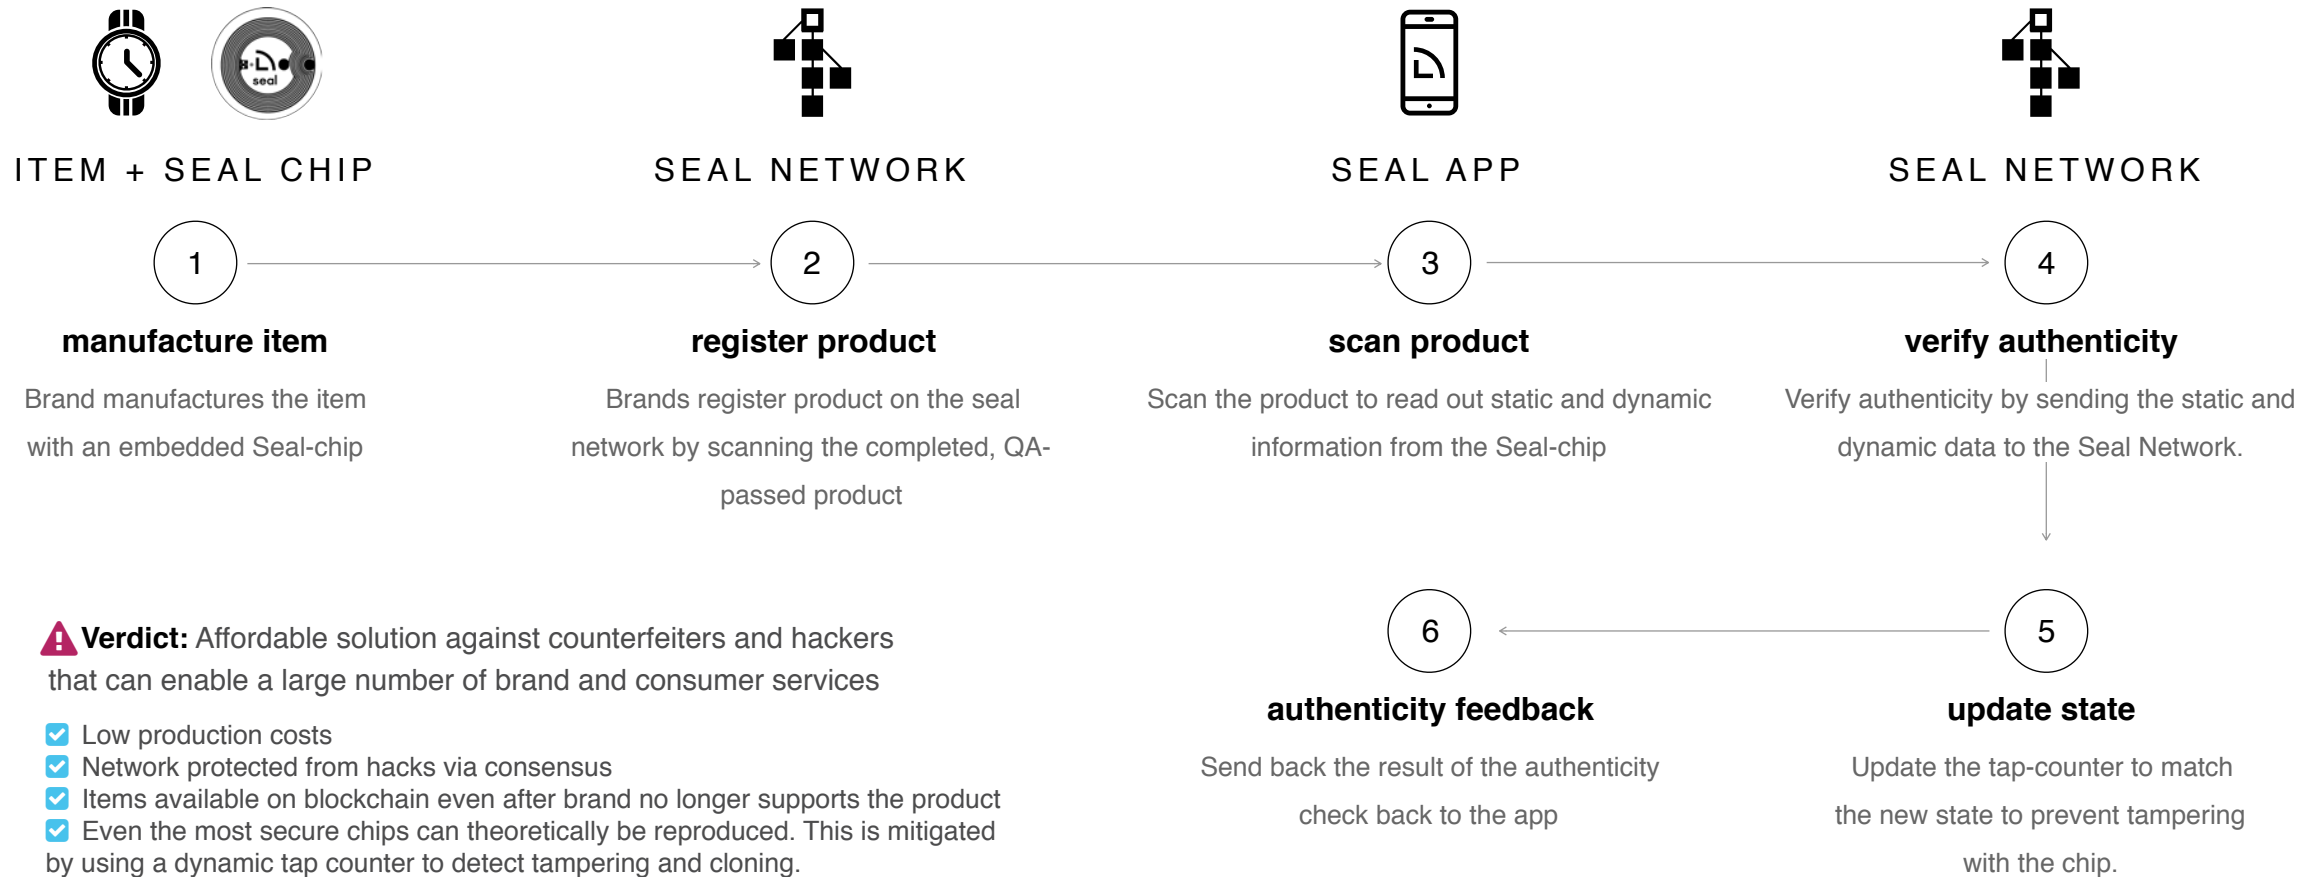 seal
ITEM + SEAL CHIP
SEAL NETWORK
SEAL APP
SEAL NETWORK
1
2
3
4
manufacture item
Brand manufactures the item
with an embedded Seal-chip
register product
Brands register product on the seal
network by scanning the completed, QA-
passed product
scan product
Scan the product to read out static and dynamic
information from the Seal-chip
verify authenticity
Verify authenticity by sending the static and
dynamic data to the Seal Network.
5
update state
Update the tap-counter to match
the new state to prevent tampering
with the chip.
6
authenticity feedback
Send back the result of the authenticity
check back to the app
Verdict: Affordable solution against counterfeiters and hackers
that can enable a large number of brand and consumer services
Low production costs
Network protected from hacks via consensus
Items available on blockchain even after brand no longer supports the product
Even the most secure chips can theoretically be reproduced. This is mitigated
by using a dynamic tap counter to detect tampering and cloning.